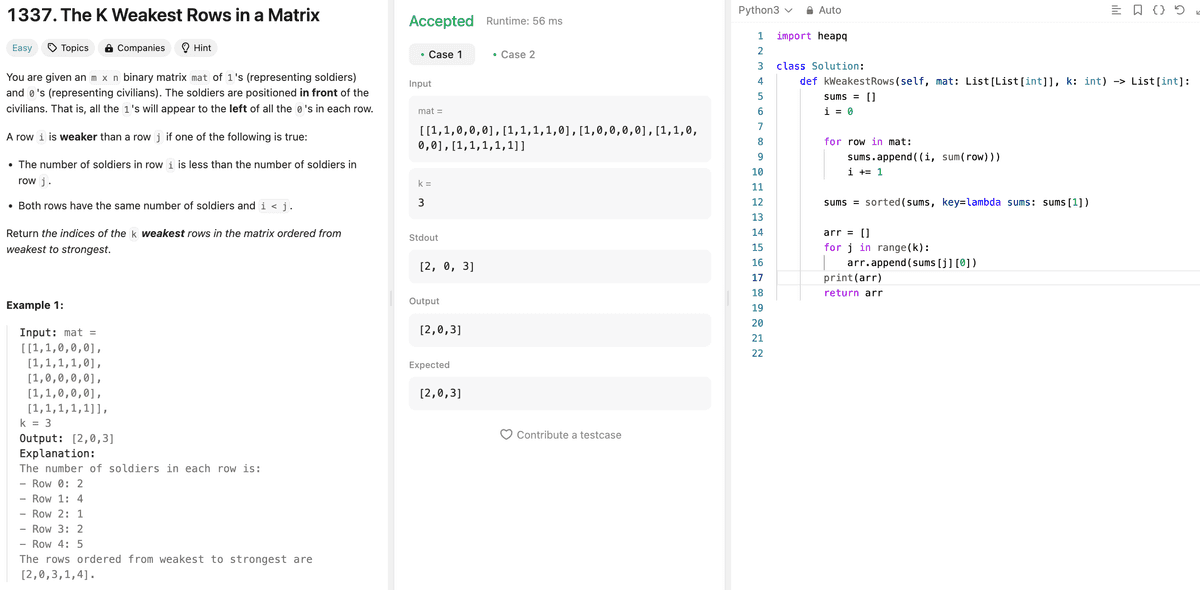 1337. The K Weakest Rows in a Matrix
Easy
Topics
Companies
Hint
You are given an m x n binary matrix mat of 1's (representing soldiers)
and 0's (representing civilians). The soldiers are positioned in front of the
civilians. That is, all the 1's will appear to the left of all the 0's in each row.
A row i is weaker than a row j if one of the following is true:
• The number of soldiers in row i is less than the number of soldiers in
row j.
• Both rows have the same number of soldiers and i < j.
Return the indices of the k weakest rows in the matrix ordered from
weakest to strongest.
Example 1:
Input: mat =
[[1,1,0,0,0],
[1,1,1,1,0],
[1,0,0,0,0],
[1,1,0,0,0],
[1,1,1,1,1]],
k = 3
Output: [2,0,3]
Explanation:
The number of soldiers in each row is:
- Row 0: 2
- Row 1: 4
- Row 2: 1
- Row 3: 2
- Row 4: 5
The rows ordered from weakest to strongest are
[2,0,3,1,4].
Accepted Runtime: 56 ms
• Case 1 • Case 2
Input
mat =
[[1,1,0,0,0],[1,1,1,1,0],[1,0,0,0,0],[1,1,0,
0,0],[1,1,1,1,1]]
k =
3
Stdout
[2, 0, 3]
Output
[2,0,3]
Expected
[2,0,3]
Contribute a testcase
Python3 Auto
1 import heapq
2
3 class Solution:
4 def kWeakestRows(self, mat: List[List[int]], k: int) -> List[int]:
5 sums = []
6 i = 0
7
8 for row in mat:
9 sums.append((i, sum(row)))
10 i += 1
11
12 sums = sorted(sums, key=lambda sums: sums[1])
13
14 arr = []
15 for j in range(k):
16 arr.append(sums[j][0])
17 print(arr)
18 return arr
19
20
21
22